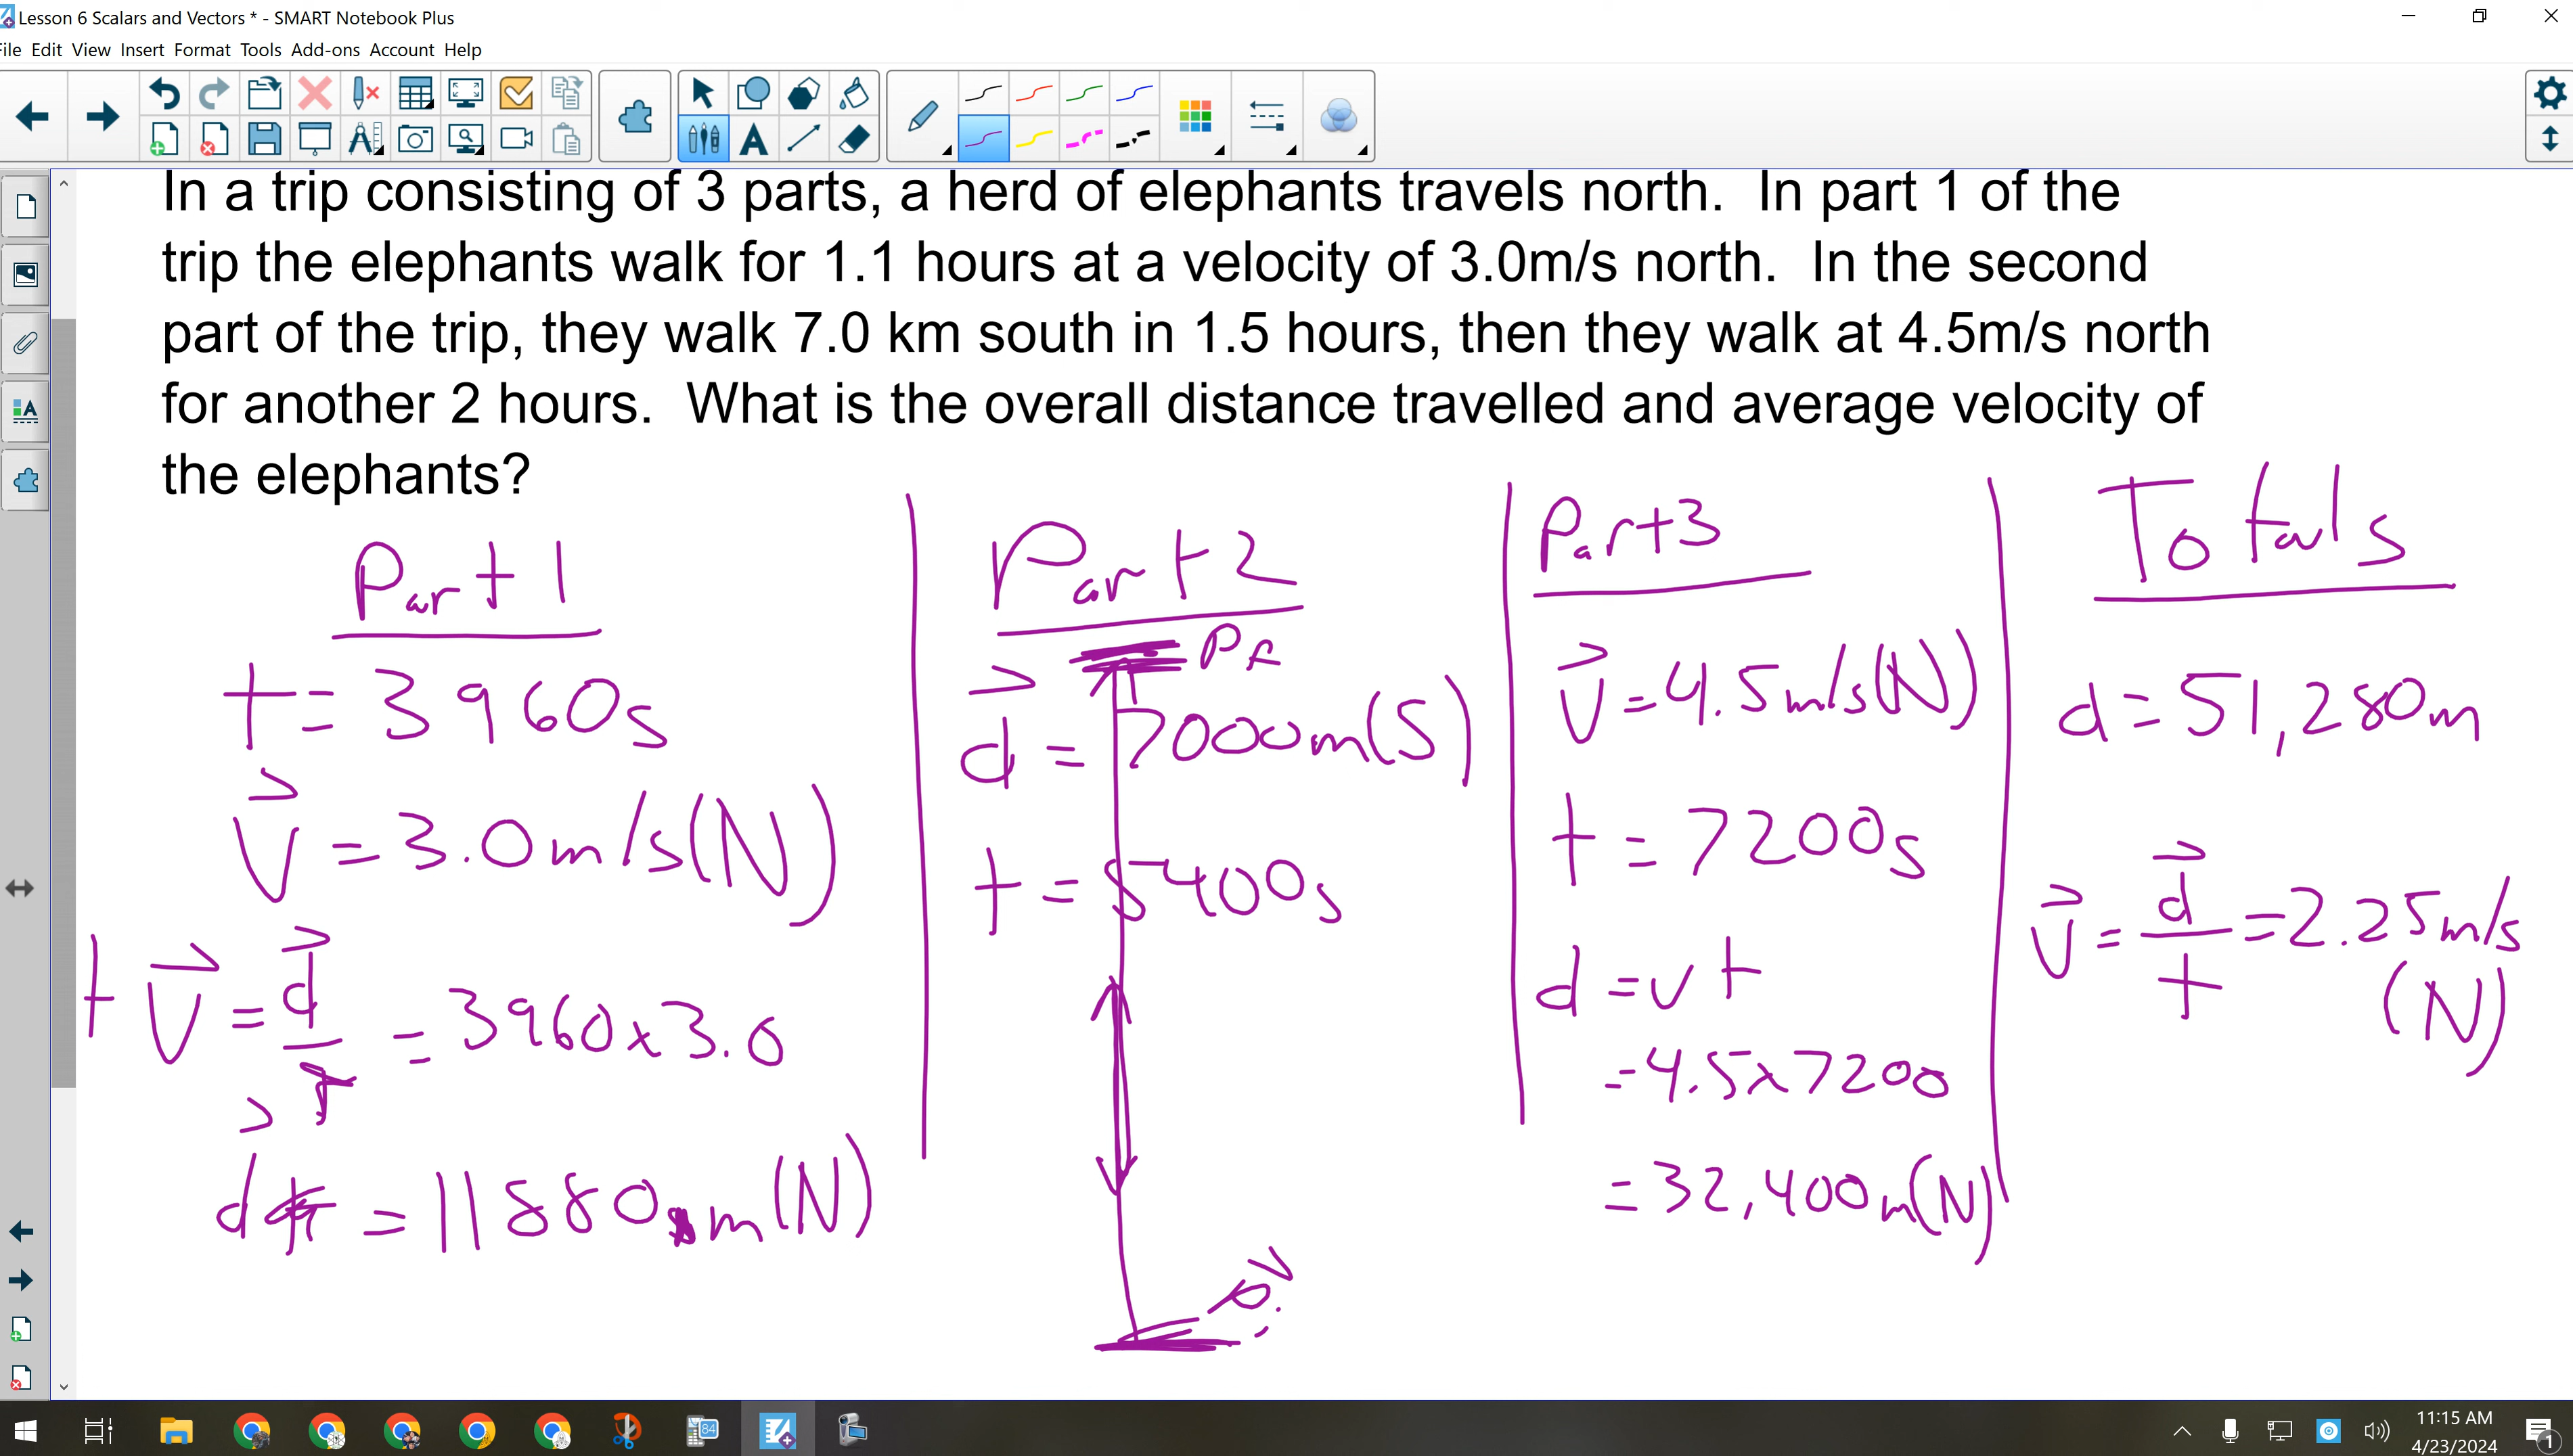 Lesson 6 Scalars and Vectors * - SMART Notebook Plus
File Edit View Insert Format Tools Add-ons Account Help
In a trip consisting of 3 parts, a herd of elephants travels north. In part 1 of the
trip the elephants walk for 1.1 hours at a velocity of 3.0m/s north. In the second
part of the trip, they walk 7.0 km south in 1.5 hours, then they walk at 4.5m/s north
for another 2 hours. What is the overall distance travelled and average velocity of
the elephants?
Part 1
t = 3960s
v = 3.0m/s(N)
t v = d/t = 3960x3.0
d = 11880m(N)
Part 2
Pf
d = 7000m(S)
t = 5400s
Part 3
v = 4.5m/s(N)
t = 7200s
d = vt
= 4.5x7200
= 32,400m(N)
Totals
d = 51,280m
v = d/t = 2.25m/s
(N)
84
11:15 AM
4/23/2024
1